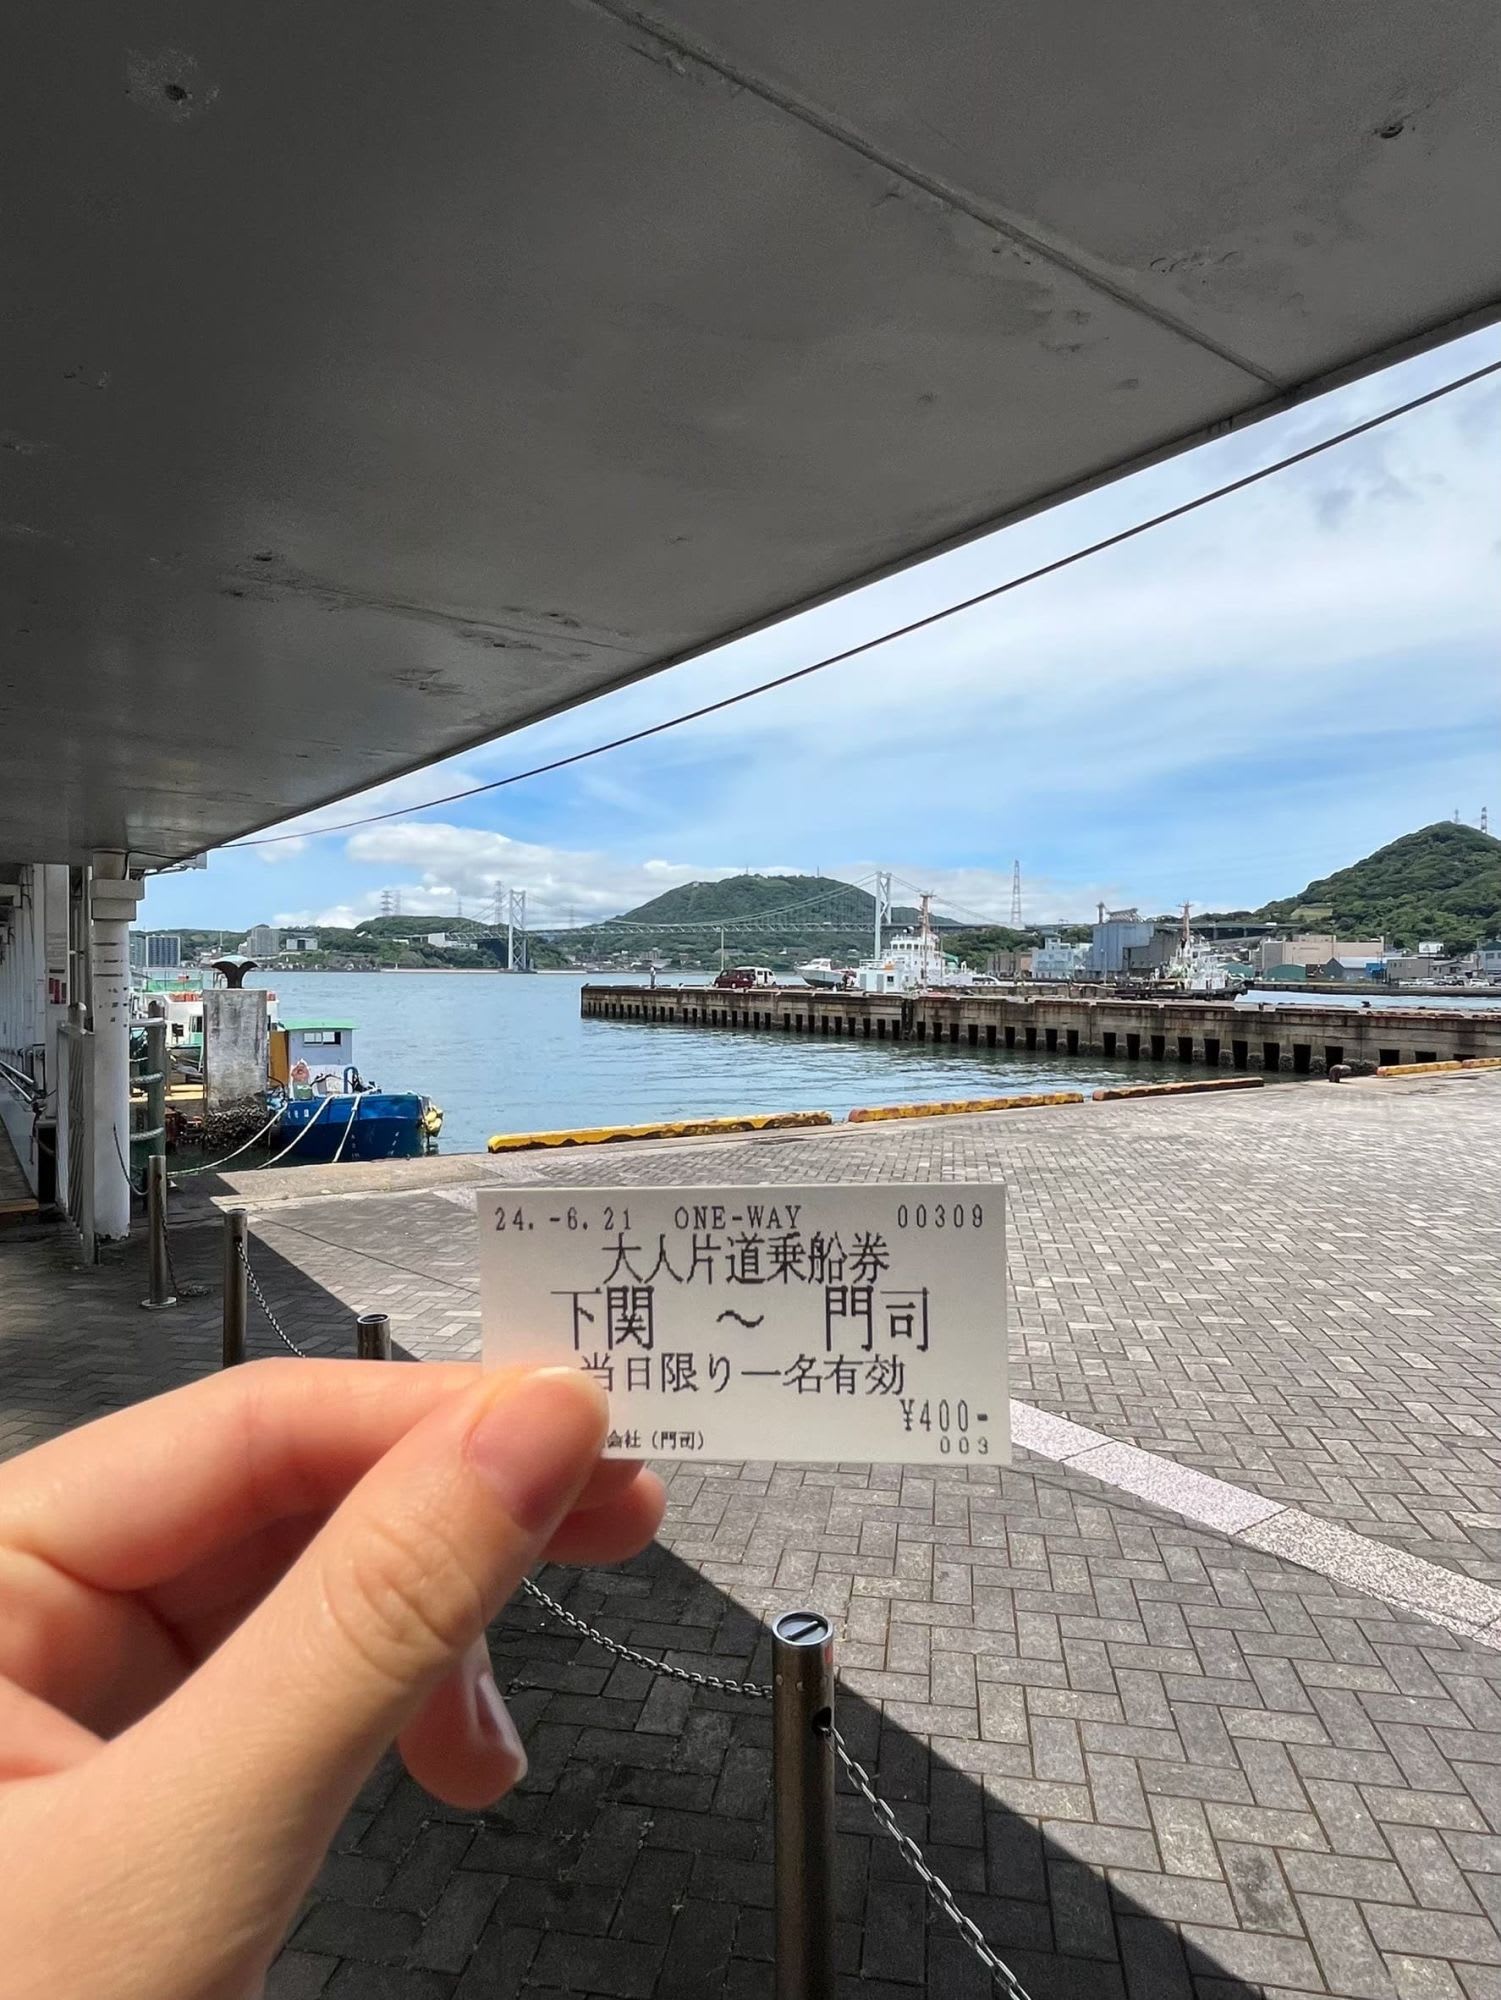 24.-6.21 ONE-WAY 00309
大人片道乗船券
下関 ～ 門司
当日限り一名有効
¥400-
会社（門司） 003